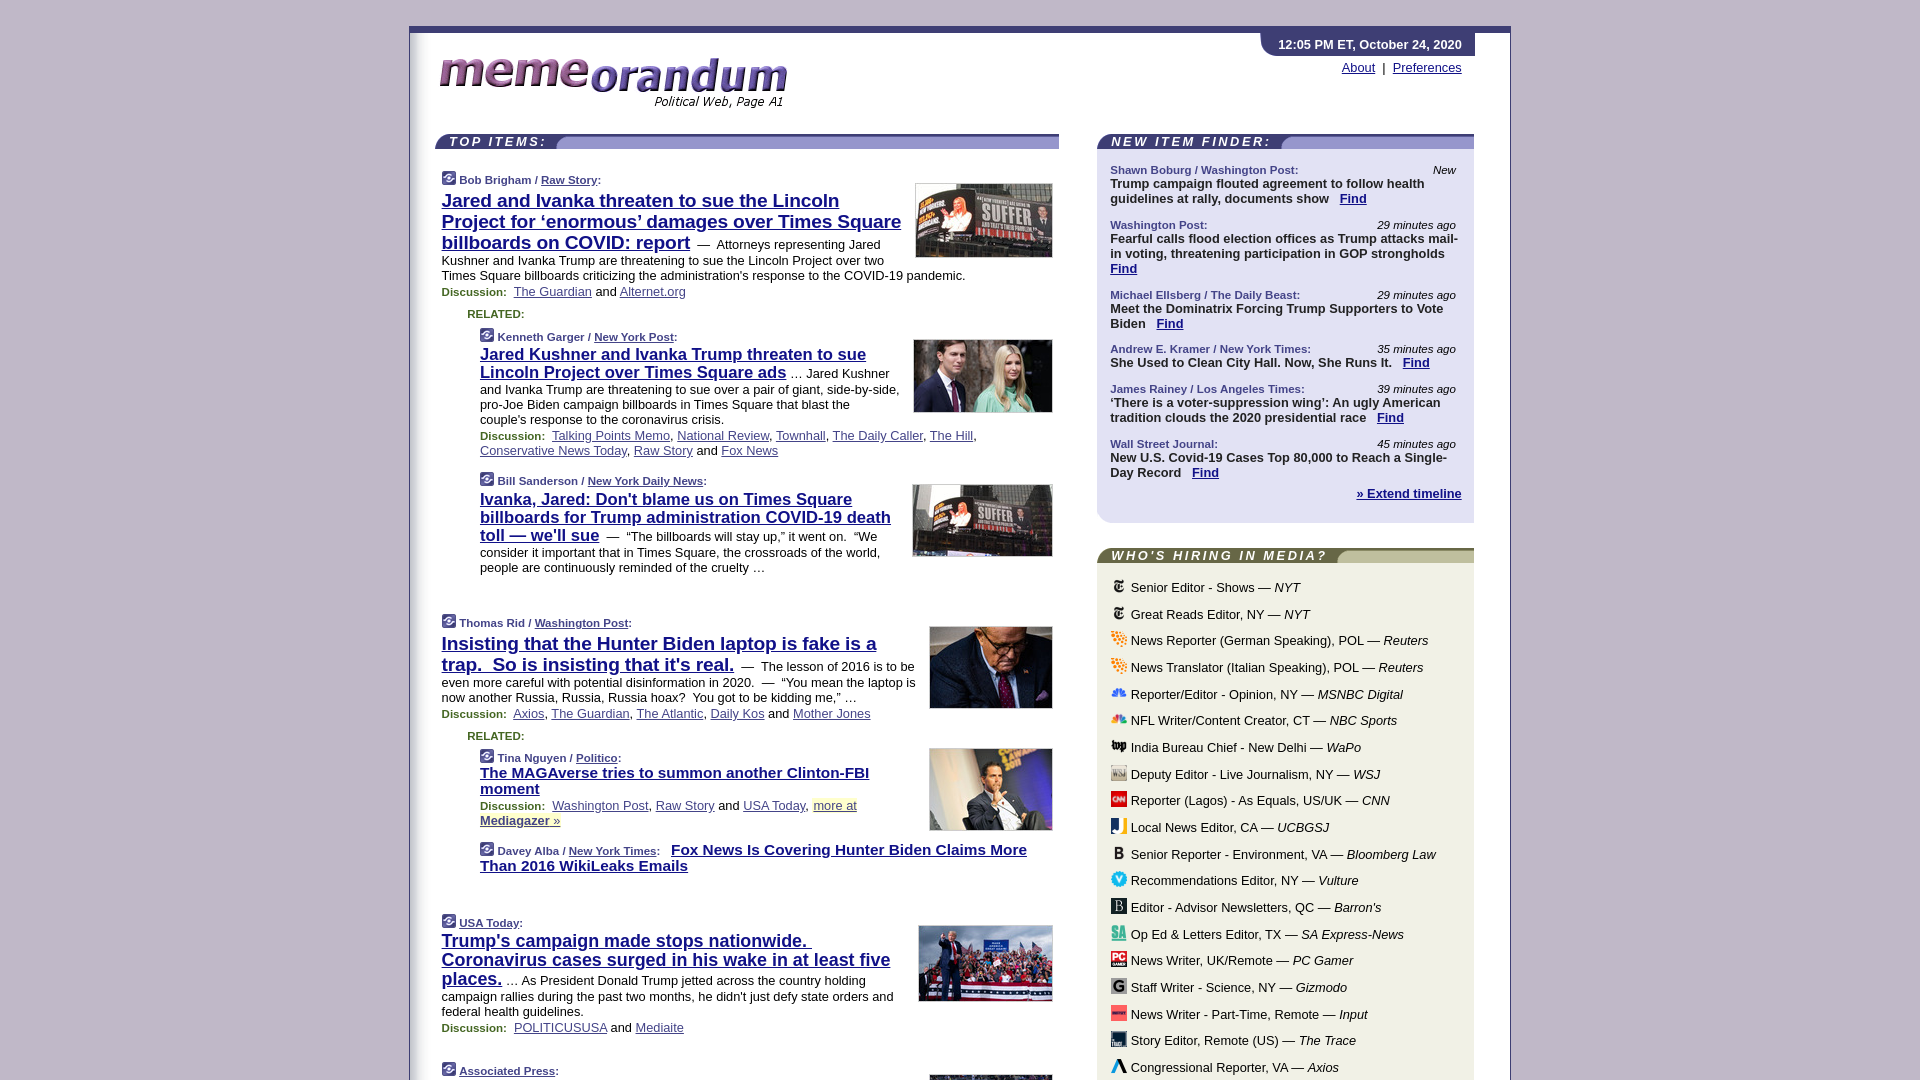 12:05 PM ET, October 24, 2020
About | Preferences
memeorandum
Political Web, Page A1
TOP ITEMS:
Bob Brigham / Raw Story:
Jared and Ivanka threaten to sue the Lincoln
Project for ‘enormous’ damages over Times Square
billboards on COVID: report — Attorneys representing Jared
Kushner and Ivanka Trump are threatening to sue the Lincoln Project over two
Times Square billboards criticizing the administration's response to the COVID-19 pandemic.
Discussion: The Guardian and Alternet.org
RELATED:
Kenneth Garger / New York Post:
Jared Kushner and Ivanka Trump threaten to sue
Lincoln Project over Times Square ads … Jared Kushner
and Ivanka Trump are threatening to sue over a pair of giant, side-by-side,
pro-Joe Biden campaign billboards in Times Square that blast the
couple's response to the coronavirus crisis.
Discussion: Talking Points Memo, National Review, Townhall, The Daily Caller, The Hill,
Conservative News Today, Raw Story and Fox News
Bill Sanderson / New York Daily News:
Ivanka, Jared: Don't blame us on Times Square
billboards for Trump administration COVID-19 death
toll — we'll sue — “The billboards will stay up,” it went on. “We
consider it important that in Times Square, the crossroads of the world,
people are continuously reminded of the cruelty …
Thomas Rid / Washington Post:
Insisting that the Hunter Biden laptop is fake is a
trap. So is insisting that it's real. — The lesson of 2016 is to be
even more careful with potential disinformation in 2020. — “You mean the laptop is
now another Russia, Russia, Russia hoax? You got to be kidding me,” …
Discussion: Axios, The Guardian, The Atlantic, Daily Kos and Mother Jones
RELATED:
Tina Nguyen / Politico:
The MAGAverse tries to summon another Clinton-FBI
moment
Discussion: Washington Post, Raw Story and USA Today, more at
Mediagazer »
Davey Alba / New York Times: Fox News Is Covering Hunter Biden Claims More
Than 2016 WikiLeaks Emails
USA Today:
Trump's campaign made stops nationwide.
Coronavirus cases surged in his wake in at least five
places. … As President Donald Trump jetted across the country holding
campaign rallies during the past two months, he didn't just defy state orders and
federal health guidelines.
Discussion: POLITICUSUSA and Mediaite
Associated Press:
NEW ITEM FINDER:
Shawn Boburg / Washington Post: New
Trump campaign flouted agreement to follow health
guidelines at rally, documents show Find
Washington Post: 29 minutes ago
Fearful calls flood election offices as Trump attacks mail-
in voting, threatening participation in GOP strongholds
Find
Michael Ellsberg / The Daily Beast: 29 minutes ago
Meet the Dominatrix Forcing Trump Supporters to Vote
Biden Find
Andrew E. Kramer / New York Times: 35 minutes ago
She Used to Clean City Hall. Now, She Runs It. Find
James Rainey / Los Angeles Times: 39 minutes ago
‘There is a voter-suppression wing’: An ugly American
tradition clouds the 2020 presidential race Find
Wall Street Journal: 45 minutes ago
New U.S. Covid-19 Cases Top 80,000 to Reach a Single-
Day Record Find
» Extend timeline
WHO'S HIRING IN MEDIA?
Senior Editor - Shows — NYT
Great Reads Editor, NY — NYT
News Reporter (German Speaking), POL — Reuters
News Translator (Italian Speaking), POL — Reuters
Reporter/Editor - Opinion, NY — MSNBC Digital
NFL Writer/Content Creator, CT — NBC Sports
India Bureau Chief - New Delhi — WaPo
Deputy Editor - Live Journalism, NY — WSJ
Reporter (Lagos) - As Equals, US/UK — CNN
Local News Editor, CA — UCBGSJ
Senior Reporter - Environment, VA — Bloomberg Law
Recommendations Editor, NY — Vulture
Editor - Advisor Newsletters, QC — Barron's
Op Ed & Letters Editor, TX — SA Express-News
News Writer, UK/Remote — PC Gamer
Staff Writer - Science, NY — Gizmodo
News Writer - Part-Time, Remote — Input
Story Editor, Remote (US) — The Trace
Congressional Reporter, VA — Axios